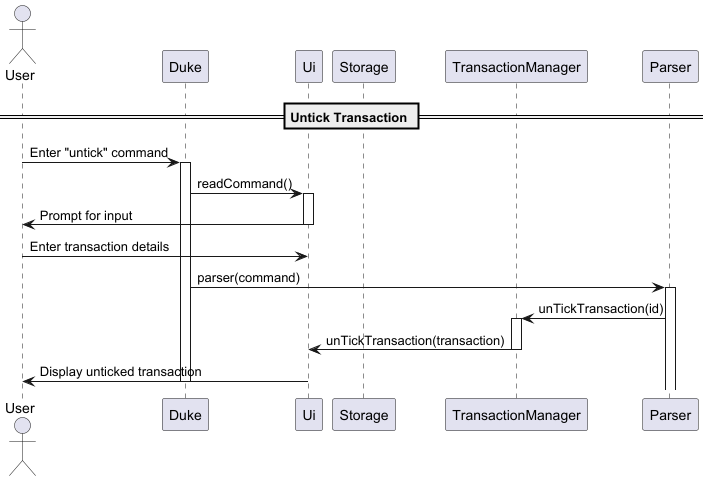 User
Duke
Ui
Storage
TransactionManager
Parser
Untick Transaction
Enter "untick" command
readCommand()
Prompt for input
Enter transaction details
parser(command)
unTickTransaction(id)
unTickTransaction(transaction)
Display unticked transaction
User
Duke
Ui
Storage
TransactionManager
Parser